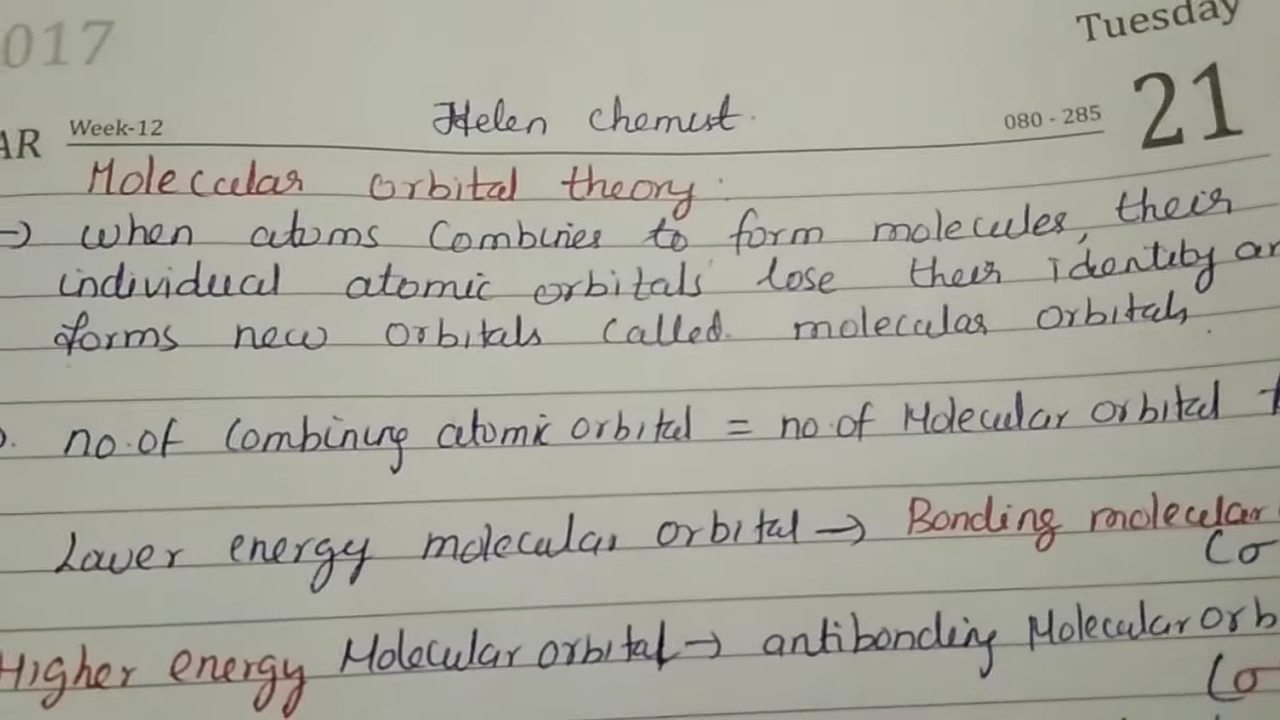 017
Tuesday
21
AR Week-12
Helen chemist.
080 - 285
Molecular orbital theory:
→ when atoms combines to form molecules, their
individual atomic orbitals lose their identity an
forms new orbitals called molecular orbitals.
no. of combining atomic orbital = no. of Molecular orbital
Lower energy molecular orbital → Bonding molecular
(σ
Higher energy Molecular orbital → antibonding Molecular orb
(σ